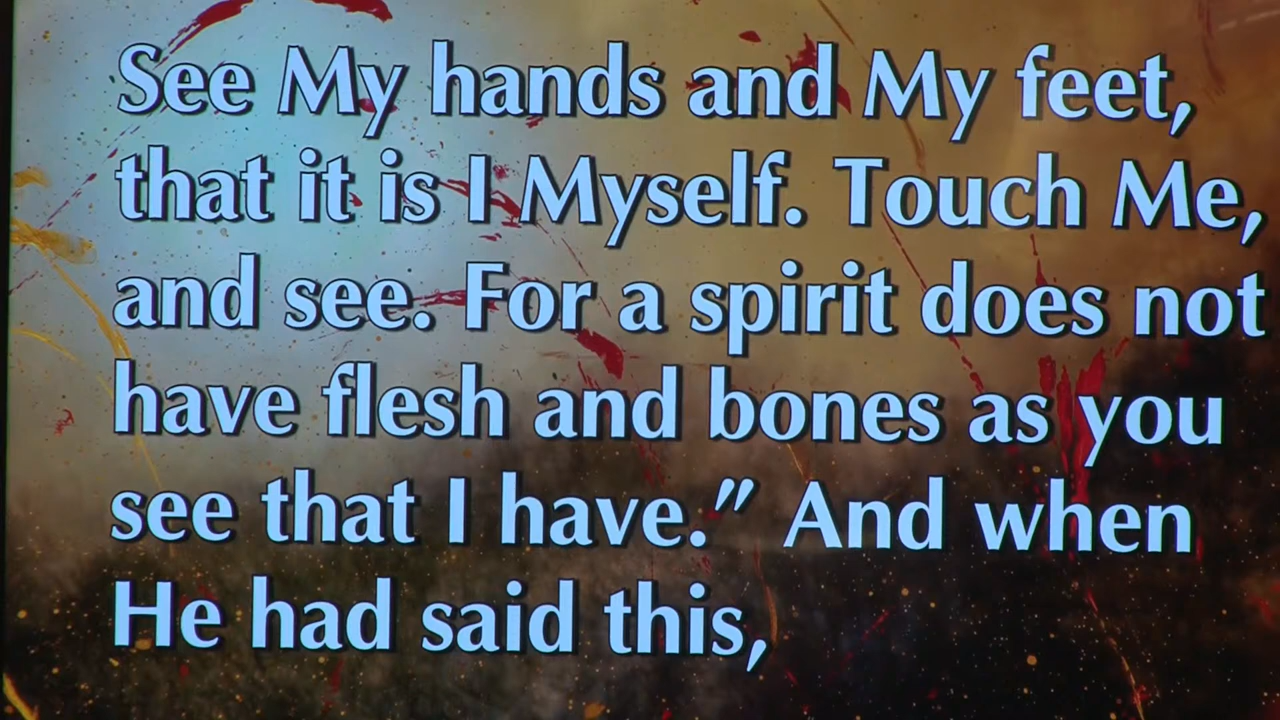 See My hands and My feet,
that it is I Myself. Touch Me,
and see. For a spirit does not
have flesh and bones as you
see that I have.” And when
He had said this,